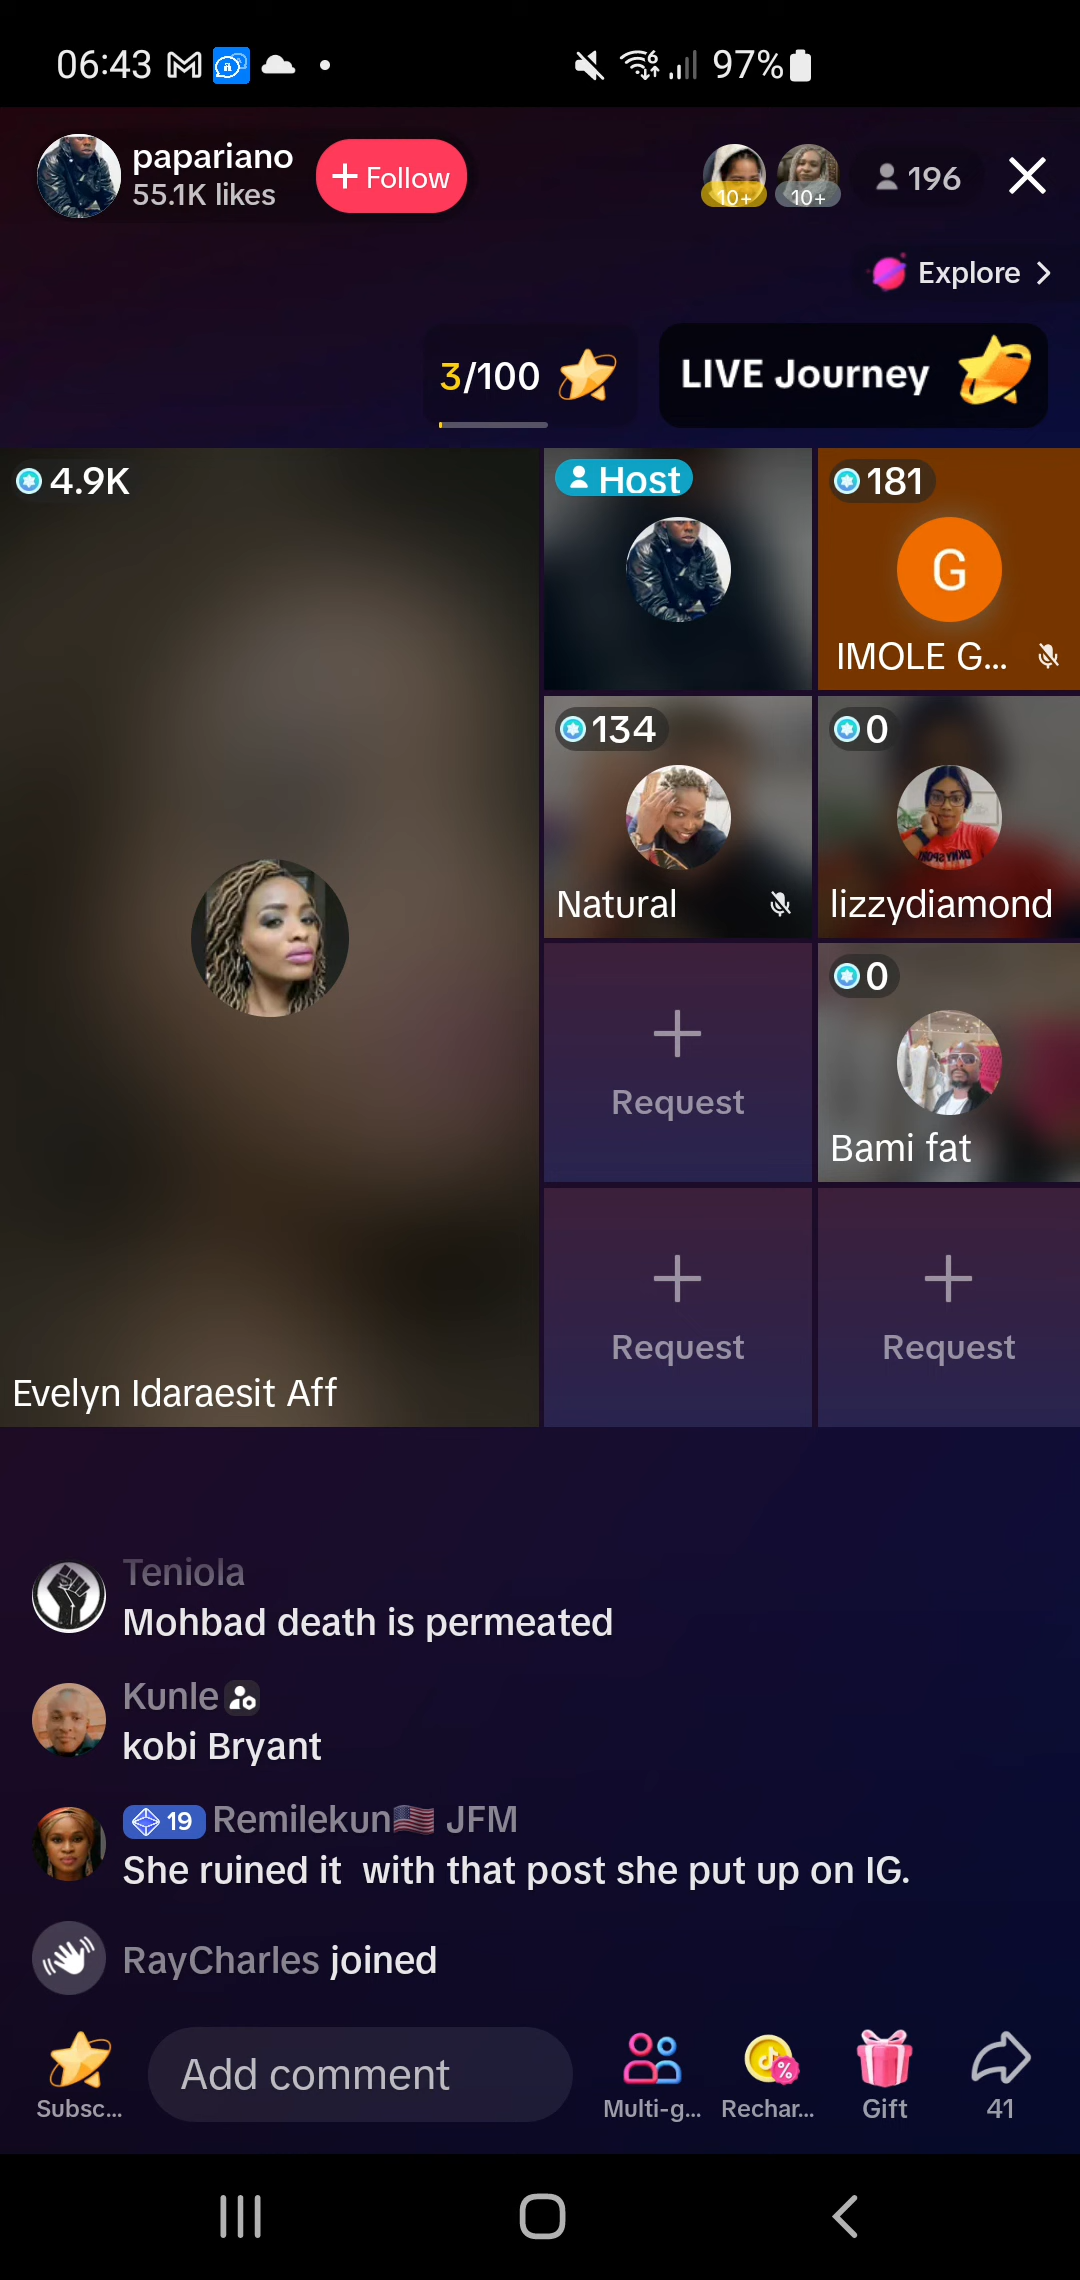 06:43
97%
papariano
55.1K likes
+ Follow
10+
10+
196
Explore
3/100
LIVE Journey
4.9K
Host
181
G
IMOLE G...
134
Natural
0
lizzydiamond
Request
0
Bami fat
Request
Request
Evelyn Idaraesit Aff
Teniola
Mohbad death is permeated
Kunle
kobi Bryant
19 Remilekun🇺🇸 JFM
She ruined it  with that post she put up on IG.
RayCharles joined
Subsc...
Add comment
Multi-g...
Rechar...
Gift
41